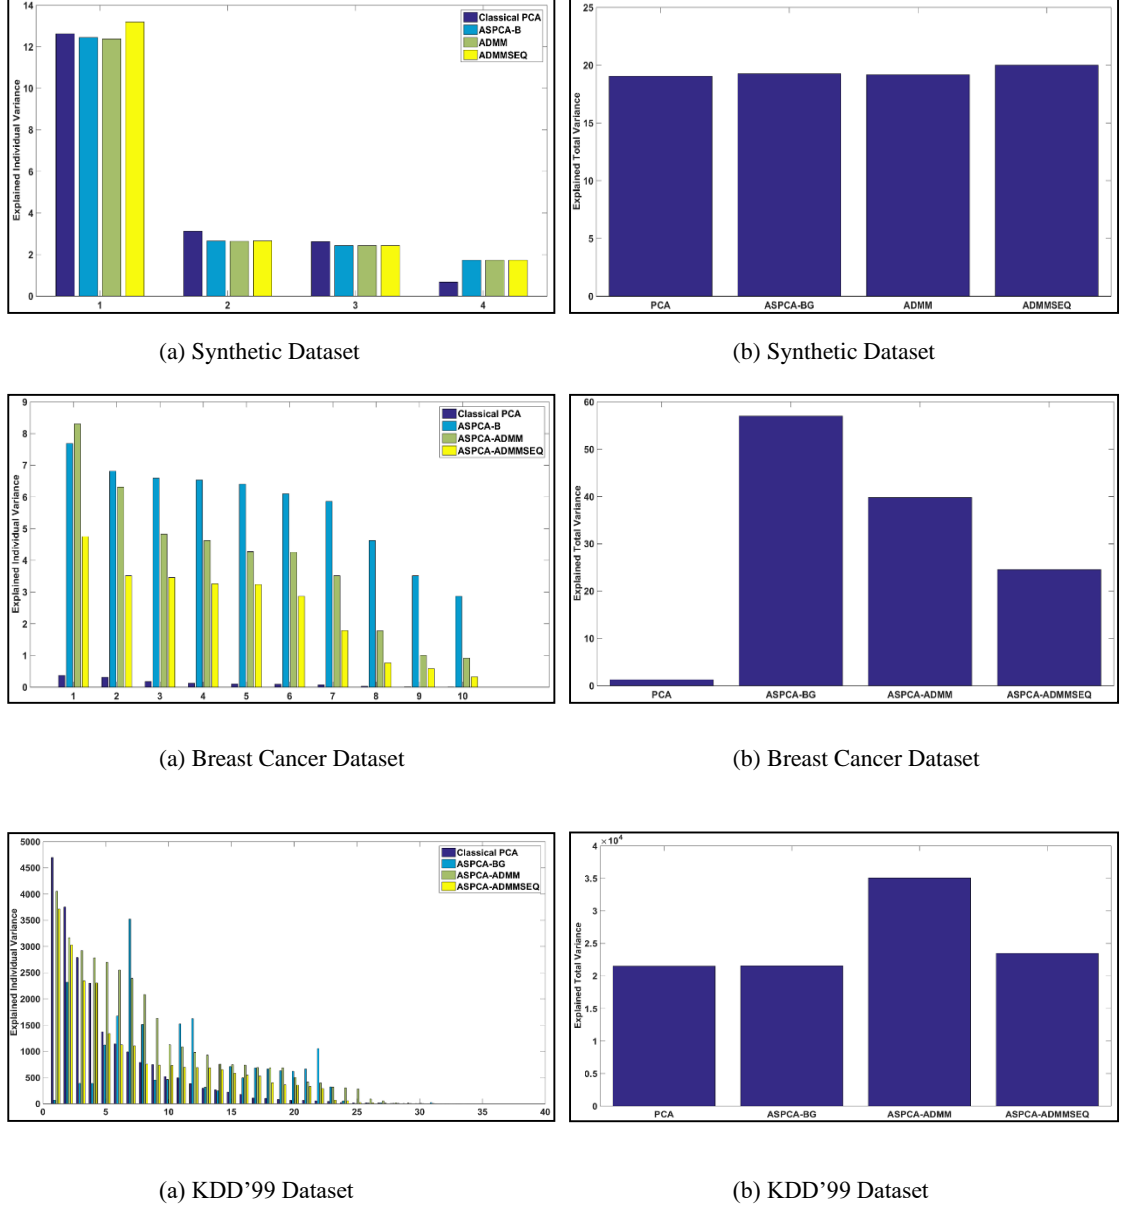 14
12
10
8
6
4
2
0
Explained Individual Variance
1
2
3
4
Classical PCA
ASPCA-B
ADMM
ADMMSEQ
25
20
15
10
5
0
Explained Total Variance
PCA
ASPCA-BG
ADMM
ADMMSEQ
(a) Synthetic Dataset
(b) Synthetic Dataset
9
8
7
6
5
4
3
2
1
0
Explained Individual Variance
1
2
3
4
5
6
7
8
9
10
Classical PCA
ASPCA-B
ASPCA-ADMM
ASPCA-ADMMSEQ
60
50
40
30
20
10
0
Explained Total Variance
PCA
ASPCA-BG
ASPCA-ADMM
ASPCA-ADMMSEQ
(a) Breast Cancer Dataset
(b) Breast Cancer Dataset
5000
4500
4000
3500
3000
2500
2000
1500
1000
500
0
Explained Individual Variance
0
5
10
15
20
25
30
35
40
Classical PCA
ASPCA-BG
ASPCA-ADMM
ASPCA-ADMMSEQ
×10⁴
4
3.5
3
2.5
2
1.5
1
0.5
0
Explained Total Variance
PCA
ASPCA-BG
ASPCA-ADMM
ASPCA-ADMMSEQ
(a) KDD’99 Dataset
(b) KDD’99 Dataset